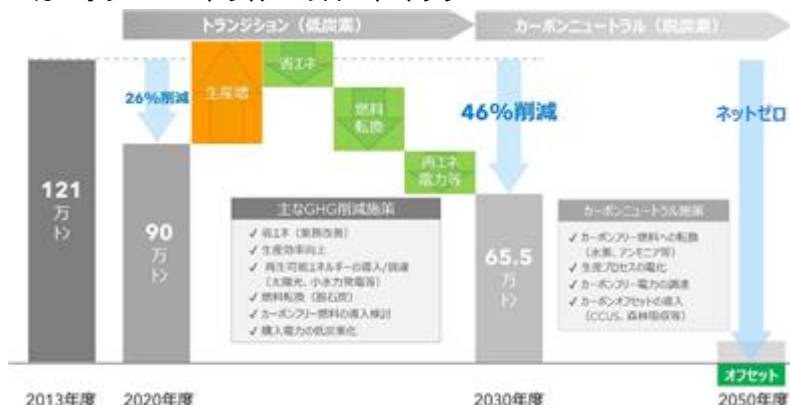 トランジション（低炭素）
カーボンニュートラル（脱炭素）
26%削減
生産増
省エネ
燃料
転換
再エネ
電力等
46%削減
ネットゼロ
121
万
トン
90
万
トン
65.5
万
トン
主なGHG削減施策
✓ 省エネ（業務改善）
✓ 生産効率向上
✓ 再生可能エネルギーの導入/調達
（太陽光、小水力発電等）
✓ 燃料転換（脱石炭）
✓ カーボンフリー燃料の導入検討
✓ 購入電力の低炭素化
カーボンニュートラル施策
✓ カーボンフリー燃料への転換
（水素、アンモニア等）
✓ 生産プロセスの電化
✓ カーボンフリー電力の調達
✓ カーボンオフセットの導入
（CCUS、森林吸収等）
オフセット
2013年度
2020年度
2030年度
2050年度